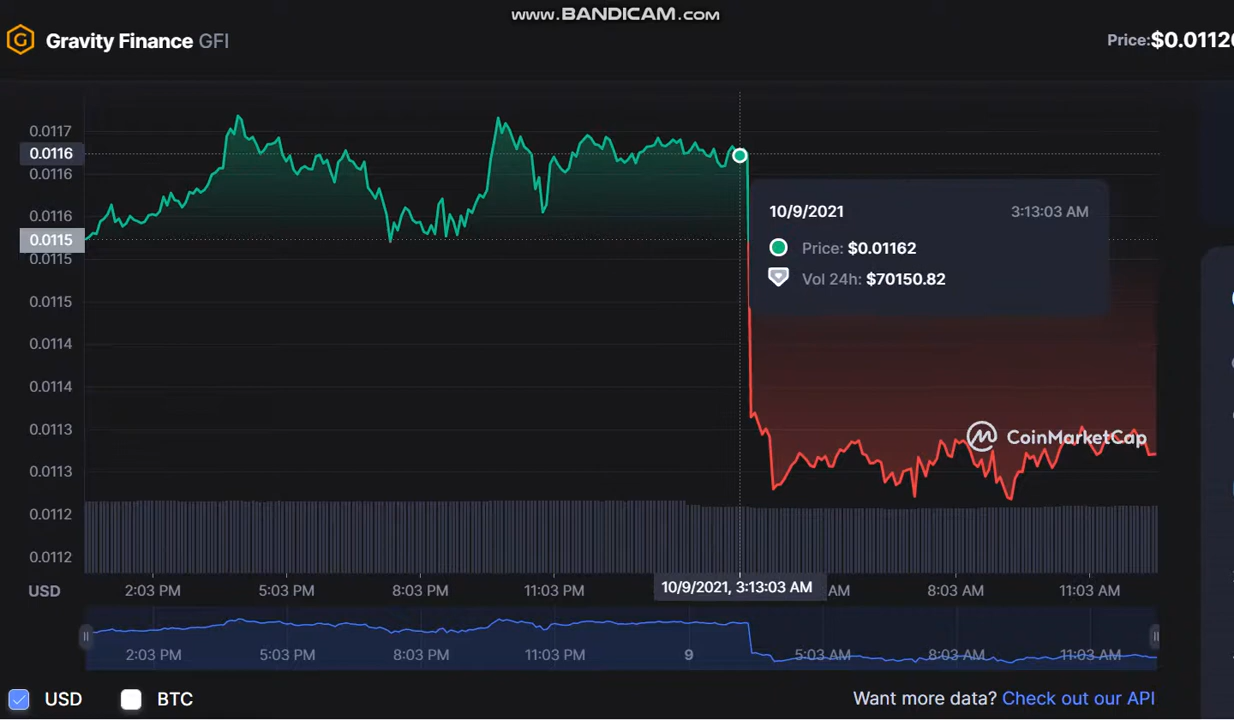 www.BANDICAM.com
Gravity Finance GFI
Price:$0.01120
0.0117
0.0116
0.0116
0.0116
0.0115
0.0115
0.0115
0.0114
0.0114
0.0113
0.0113
0.0112
0.0112
10/9/2021 3:13:03 AM
Price: $0.01162
Vol 24h: $70150.82
CoinMarketCap
USD 2:03 PM 5:03 PM 8:03 PM 11:03 PM 10/9/2021, 3:13:03 AM AM 8:03 AM 11:03 AM
2:03 PM 5:03 PM 8:03 PM 11:03 PM 9 5:03 AM 8:03 AM 11:03 AM
USD BTC
Want more data? Check out our API